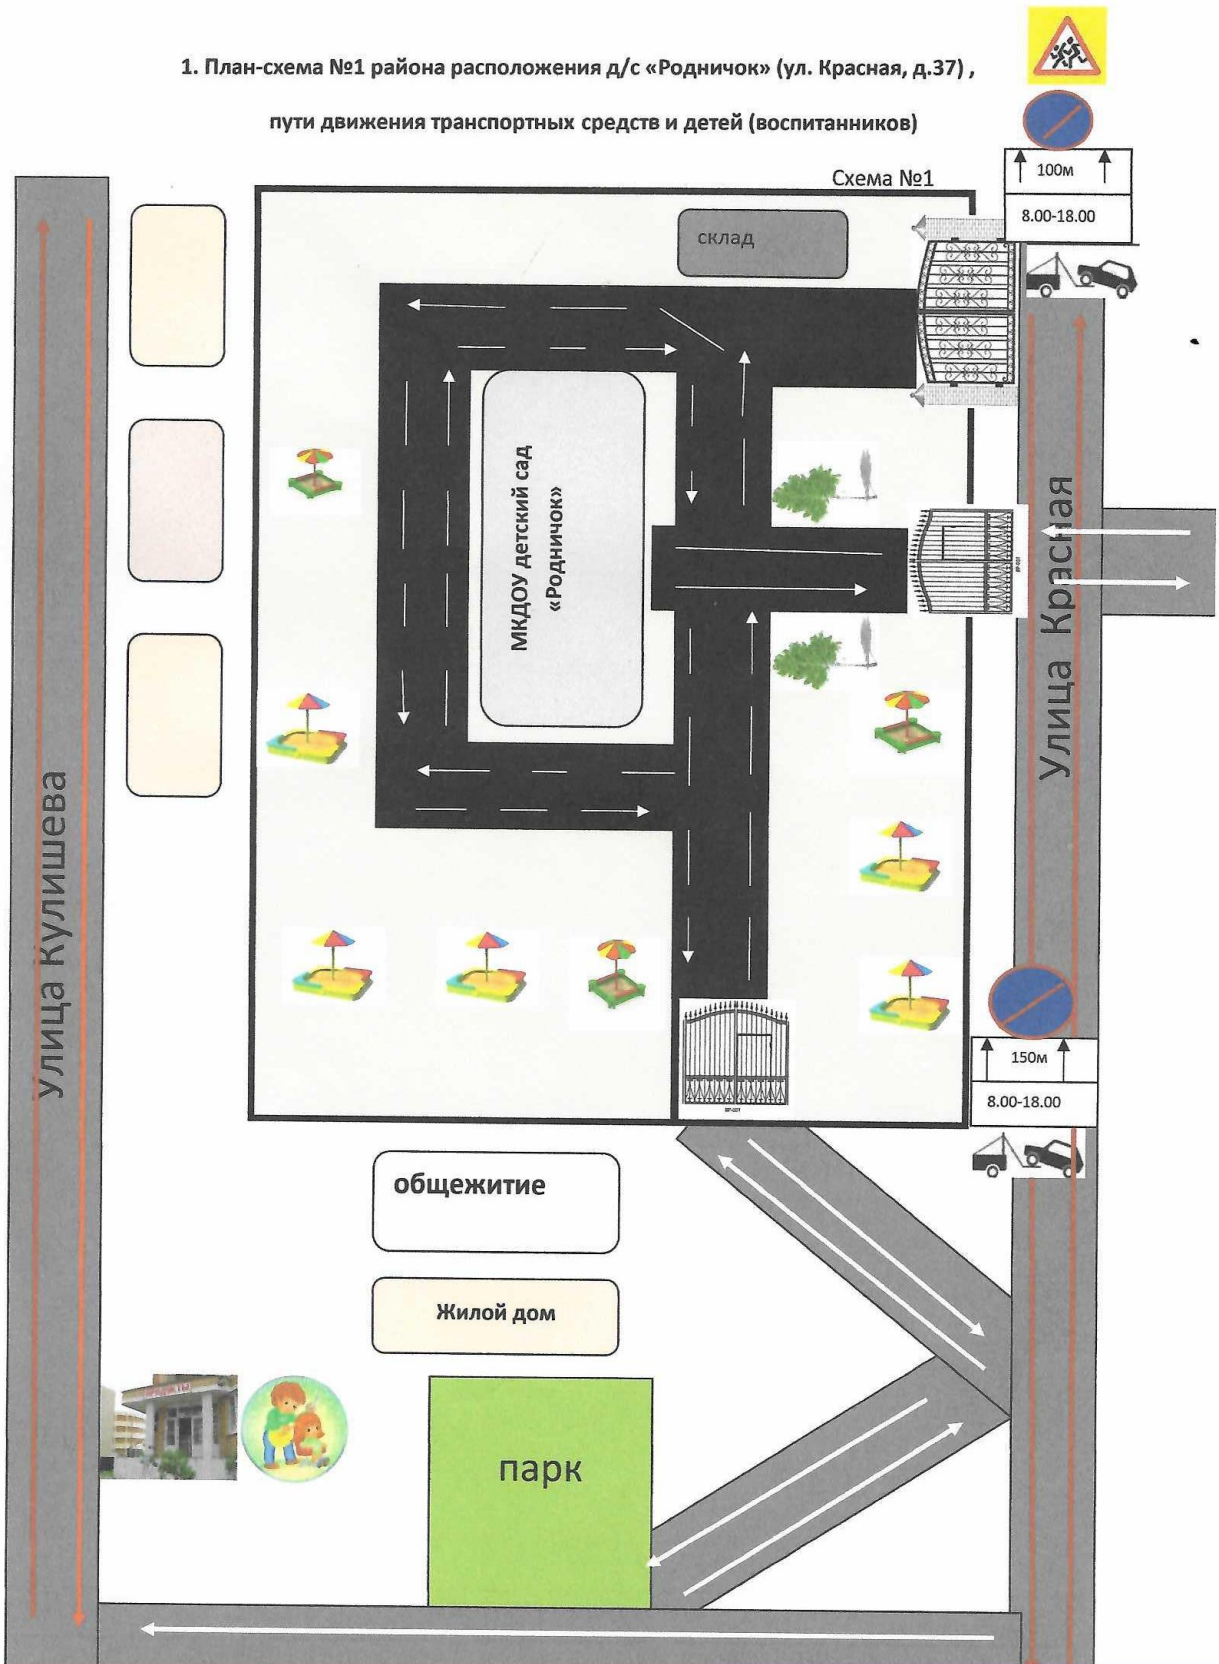 1. План-схема №1 района расположения д/с «Родничок» (ул. Красная, д.37) ,
пути движения транспортных средств и детей (воспитанников)
Схема №1
100м
8.00-18.00
склад
МКДОУ детский сад
«Родничок»
Улица Красная
Улица Кулишева
150м
8.00-18.00
общежитие
Жилой дом
парк